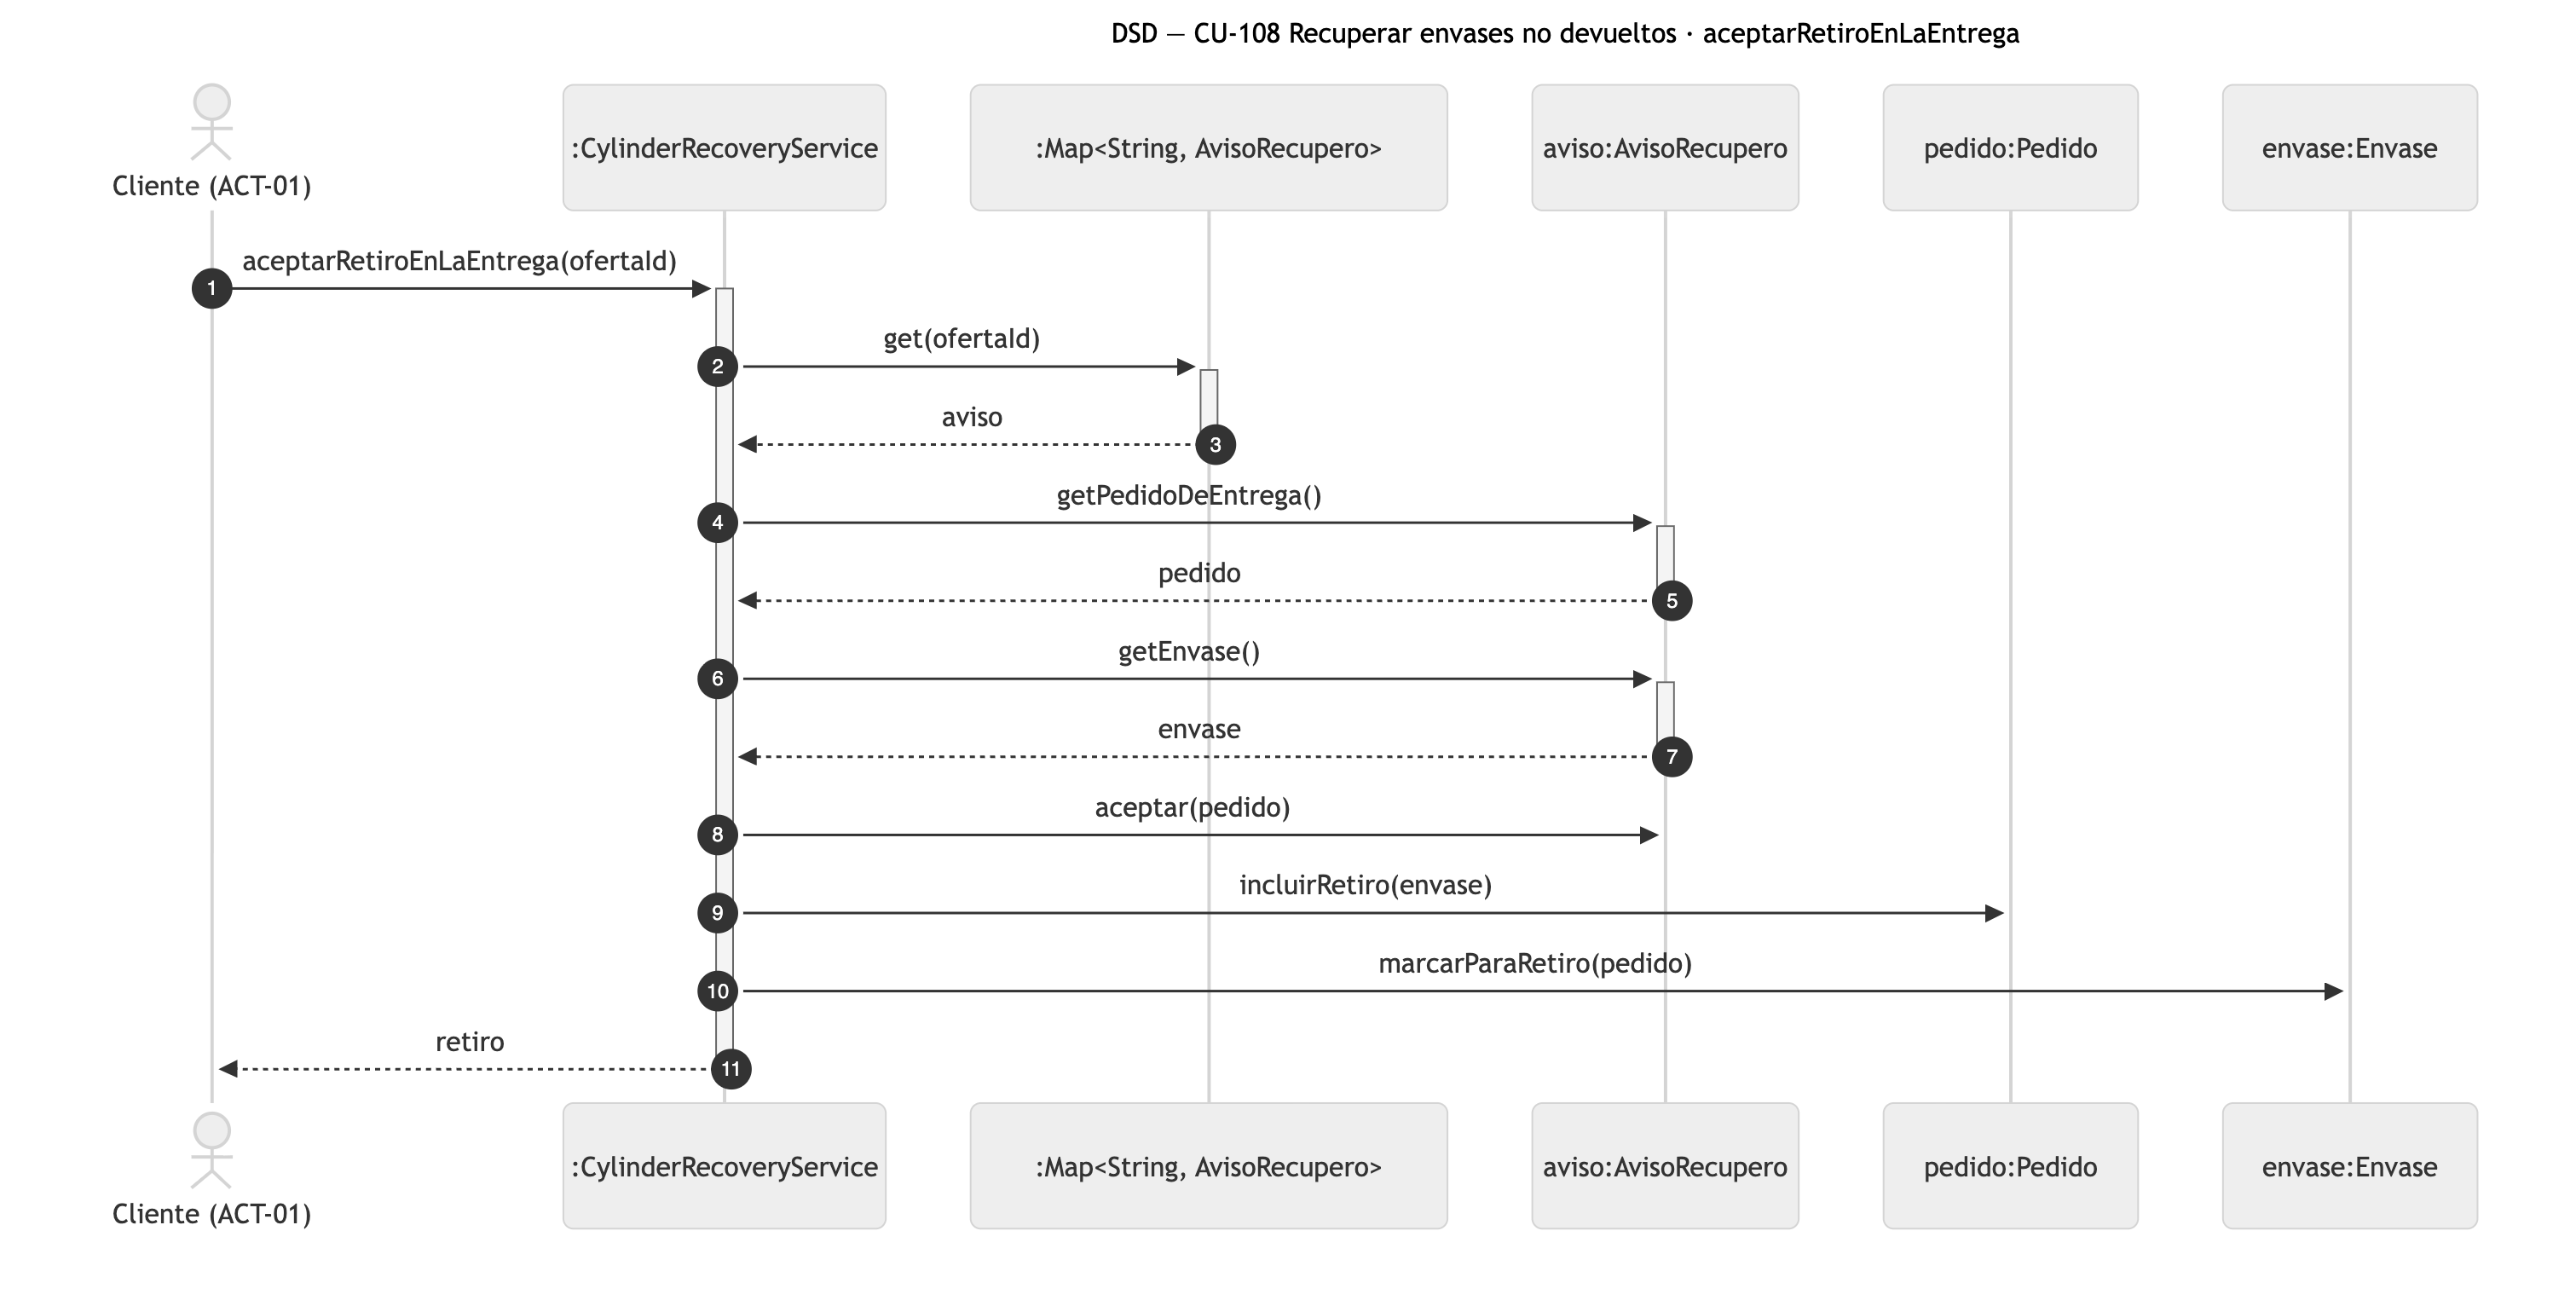 DSD — CU-108 Recuperar envases no devueltos · aceptarRetiroEnLaEntrega
Cliente (ACT-01)
:CylinderRecoveryService
:Map<String, AvisoRecupero>
aviso:AvisoRecupero
pedido:Pedido
envase:Envase
aceptarRetiroEnLaEntrega(ofertaId)
1
get(ofertaId)
2
aviso
3
getPedidoDeEntrega()
4
pedido
5
getEnvase()
6
envase
7
aceptar(pedido)
8
incluirRetiro(envase)
9
marcarParaRetiro(pedido)
10
retiro
11
Cliente (ACT-01)
:CylinderRecoveryService
:Map<String, AvisoRecupero>
aviso:AvisoRecupero
pedido:Pedido
envase:Envase